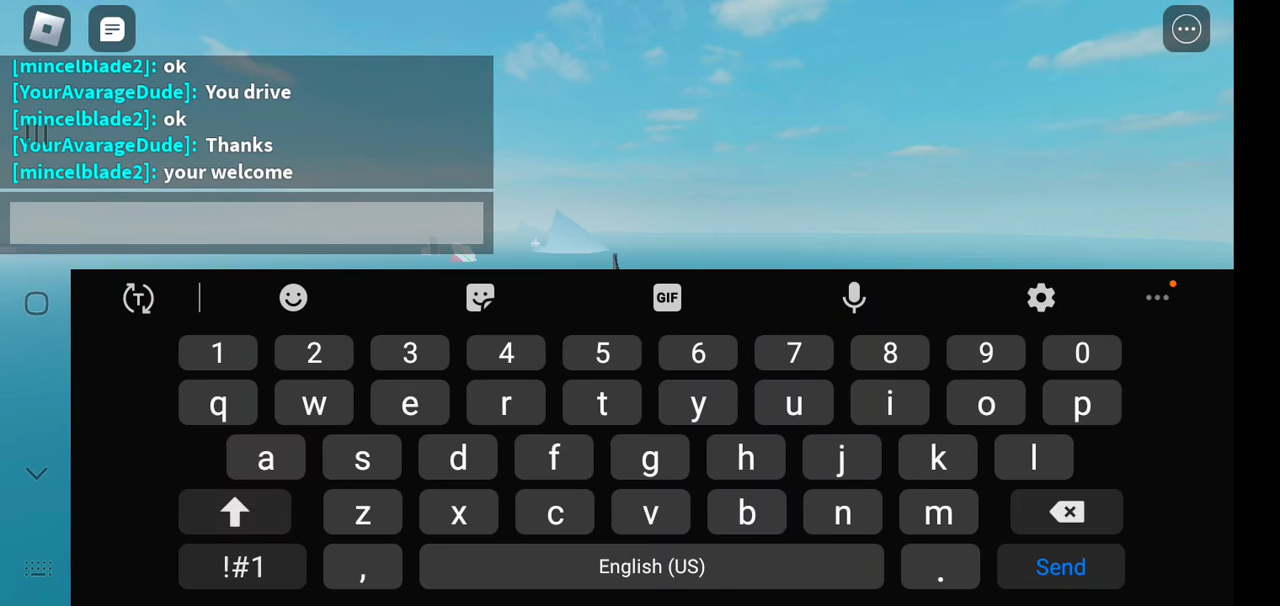 [mincelblade2]: ok
[YourAvarageDude]: You drive
[mincelblade2]: ok
[YourAvarageDude]: Thanks
[mincelblade2]: your welcome
T GIF
1 2 3 4 5 6 7 8 9 0
q w e r t y u i o p
a s d f g h j k l
z x c v b n m
!#1 , English (US) . Send